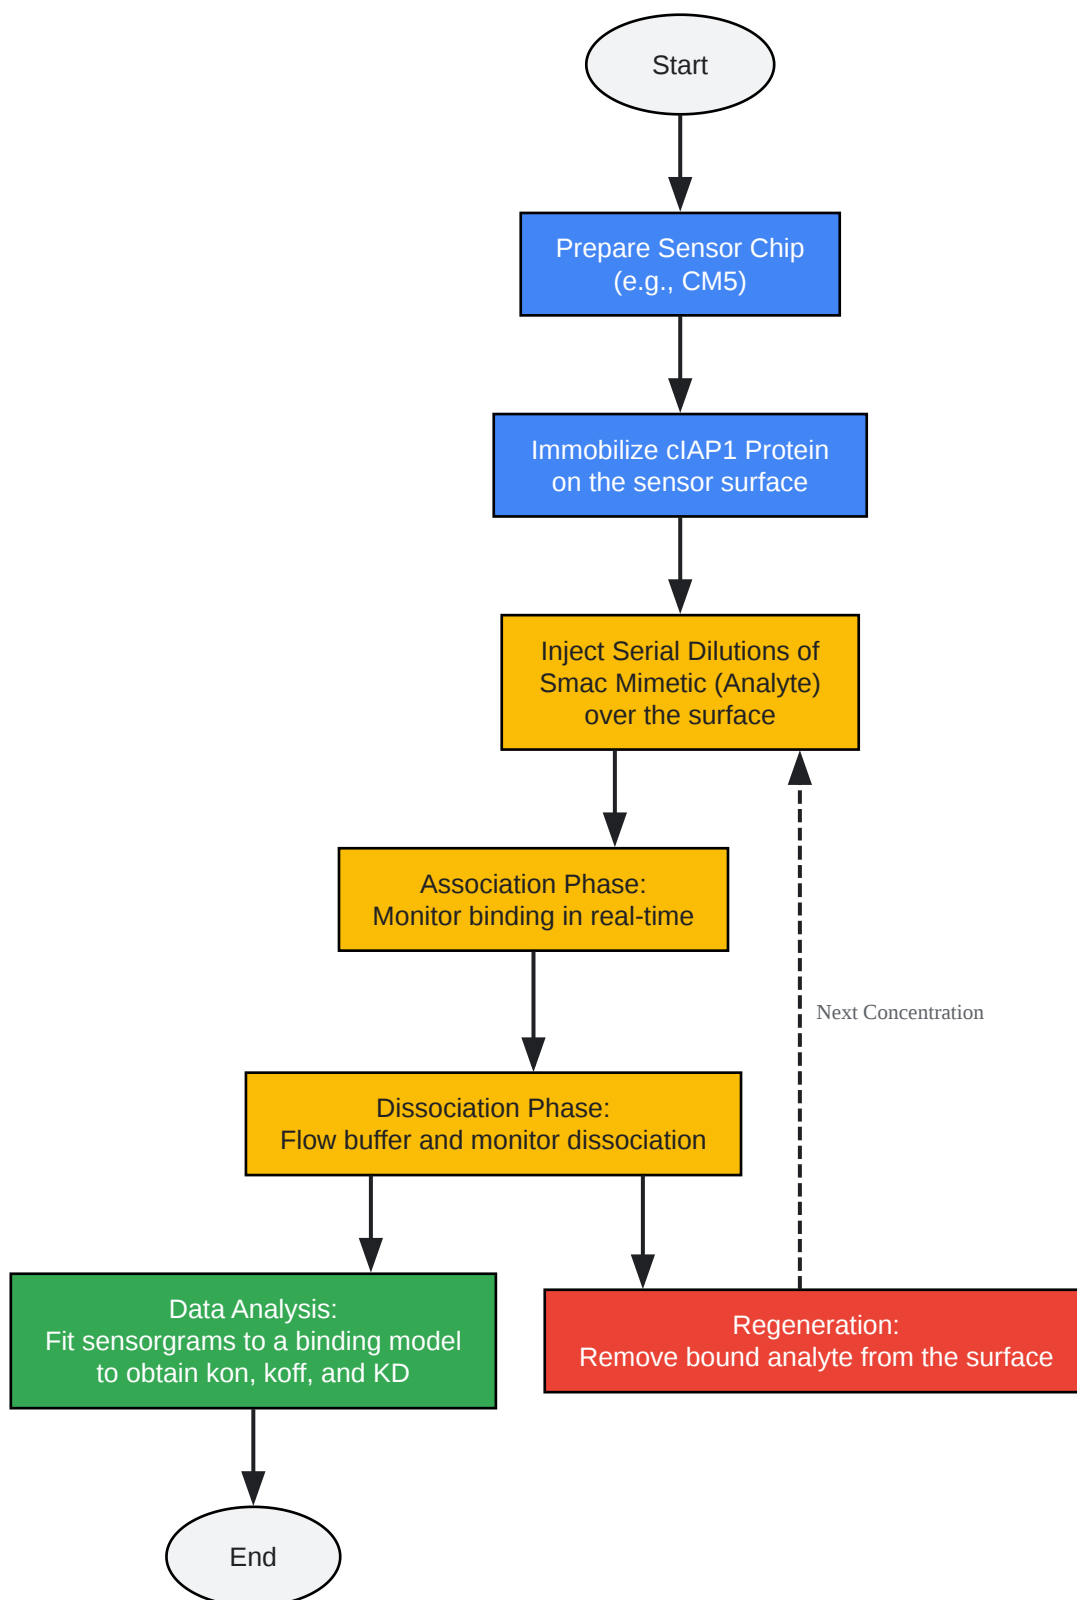 Start
Prepare Sensor Chip
(e.g., CM5)
Immobilize cIAP1 Protein
on the sensor surface
Inject Serial Dilutions of
Smac Mimetic (Analyte)
over the surface
Association Phase:
Monitor binding in real-time
Next Concentration
Dissociation Phase:
Flow buffer and monitor dissociation
Data Analysis:
Fit sensorgrams to a binding model
to obtain kon, koff, and KD
Regeneration:
Remove bound analyte from the surface
End